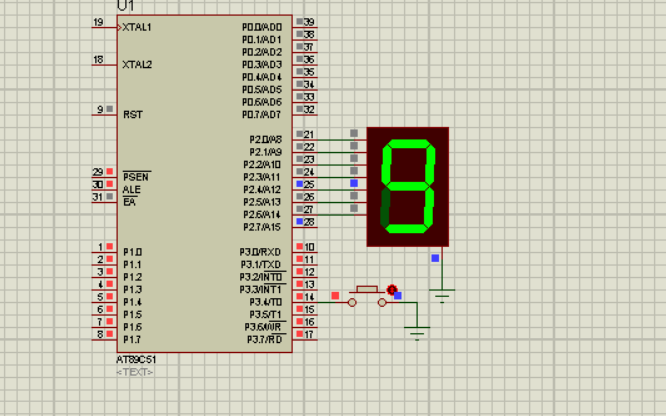 U1
19 XTAL1 P0.0/AD0 39
P0.1/AD1 38
P0.2/AD2 37
18 XTAL2 P0.3/AD3 36
P0.4/AD4 35
P0.5/AD5 34
P0.6/AD6 33
9 RST P0.7/AD7 32
P2.0/A8 21
P2.1/A9 22
P2.2/A10 23
29 PSEN P2.3/A11 24
30 ALE P2.4/A12 25
31 EA P2.5/A13 26
P2.6/A14 27
P2.7/A15 28
1 P1.0 P3.0/RXD 10
2 P1.1 P3.1/TXD 11
3 P1.2 P3.2/INT0 12
4 P1.3 P3.3/INT1 13
5 P1.4 P3.4/T0 14
6 P1.5 P3.5/T1 15
7 P1.6 P3.6/WR 16
8 P1.7 P3.7/RD 17
AT89C51
<TEXT>
9